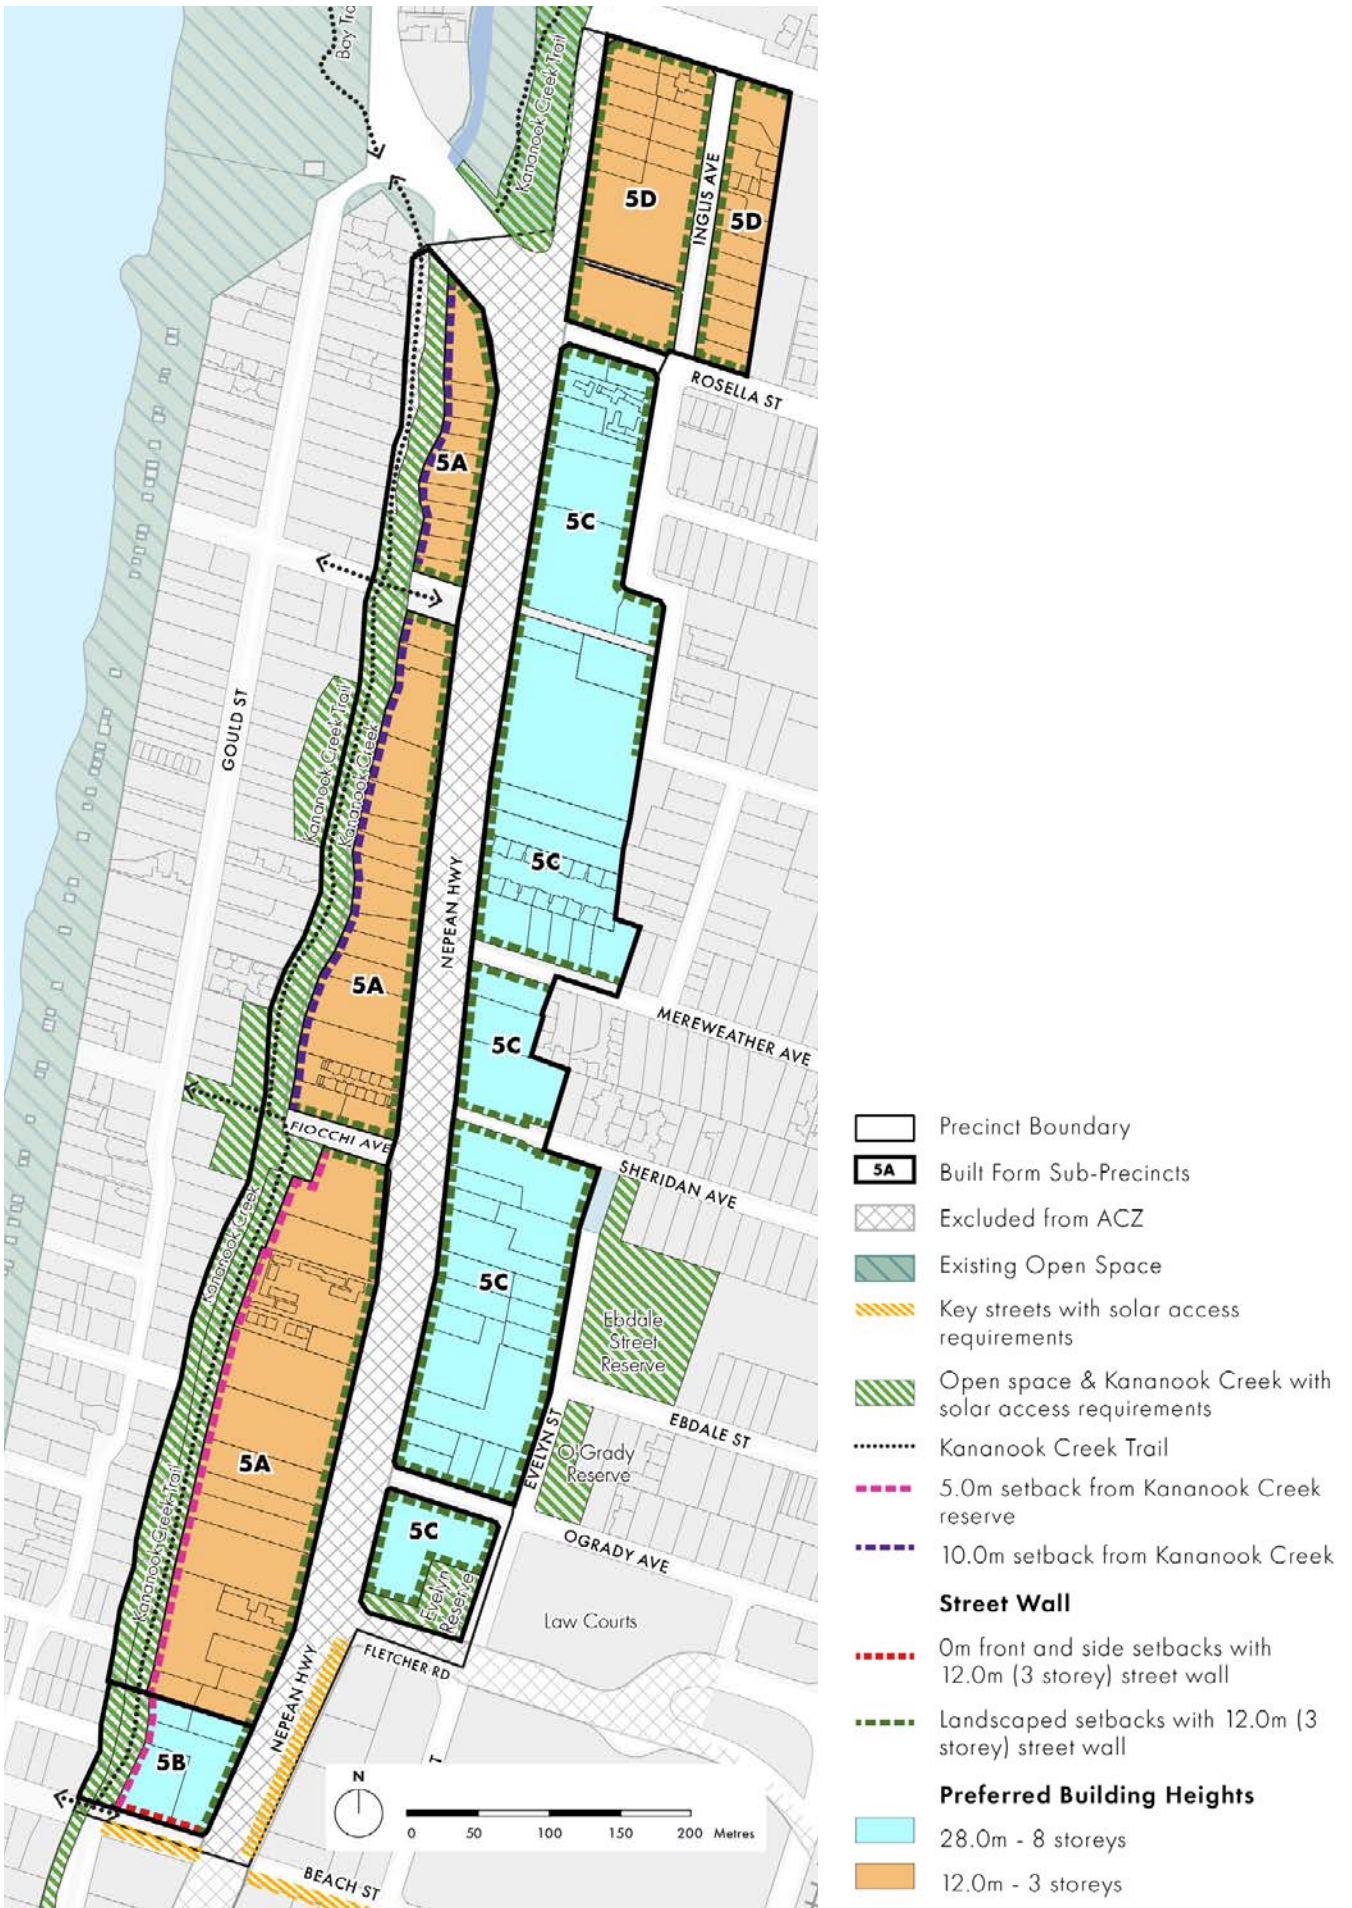 Bay Tra
Kananook Creek Trail
5D
INGLIS AVE
5D
ROSELLA ST
5A
5C
GOULD ST
Kananook Creek Trail
Kananook Creek
NEPEAN HWY
5C
5A
5C
MEREWEATHER AVE
FIOCCHI AVE
SHERIDAN AVE
Kananook Creek
5C
Ebdale
Street
Reserve
EBDALE ST
EVELYN ST
O'Grady
Reserve
5A
Kananook Creek Trail
5C
OGRADY AVE
Evelyn
Reserve
Law Courts
FLETCHER RD
NEPEAN HWY
5B
T
N
0 50 100 150 200 Metres
BEACH ST
Precinct Boundary
5A Built Form Sub-Precincts
Excluded from ACZ
Existing Open Space
Key streets with solar access
requirements
Open space & Kananook Creek with
solar access requirements
Kananook Creek Trail
5.0m setback from Kananook Creek
reserve
10.0m setback from Kananook Creek
Street Wall
0m front and side setbacks with
12.0m (3 storey) street wall
Landscaped setbacks with 12.0m (3
storey) street wall
Preferred Building Heights
28.0m - 8 storeys
12.0m - 3 storeys